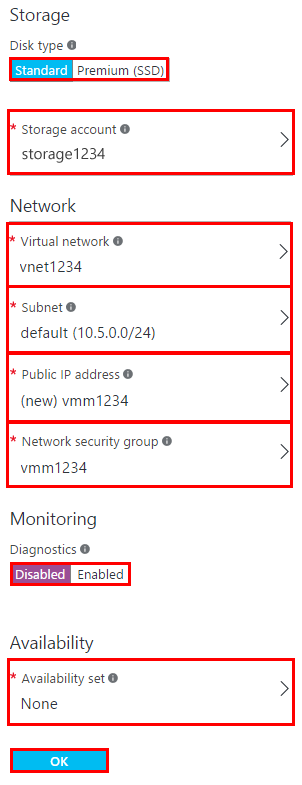 Storage
Disk type
Standard Premium (SSD)
* Storage account
storage1234
Network
* Virtual network
vnet1234
* Subnet
default (10.5.0.0/24)
* Public IP address
(new) vmm1234
* Network security group
vmm1234
Monitoring
Diagnostics
Disabled Enabled
Availability
* Availability set
None
OK